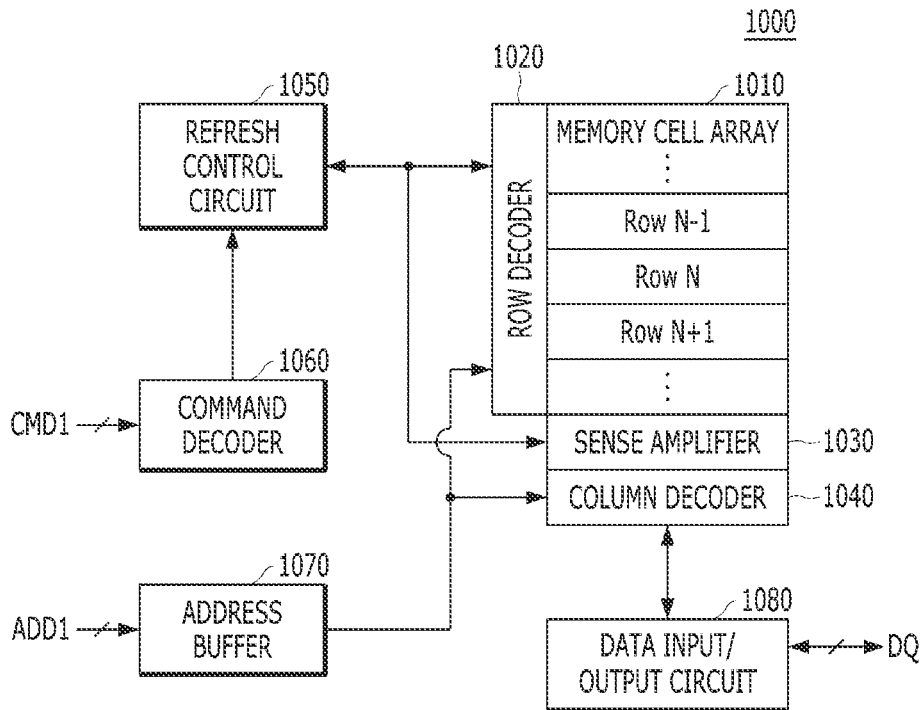 1000
1050
1020
1010
REFRESH
CONTROL
CIRCUIT
ROW DECODER
MEMORY CELL ARRAY
⋮
Row N-1
Row N
Row N+1
⋮
1060
CMD1
COMMAND
DECODER
SENSE AMPLIFIER
1030
COLUMN DECODER
1040
1070
ADD1
ADDRESS
BUFFER
1080
DATA INPUT/
OUTPUT CIRCUIT
DQ